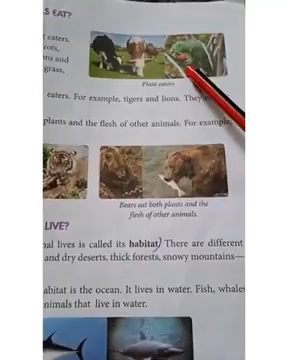 S EAT?
eaters.
rots,
ns and
grass,
Plant eaters
eaters. For example, tigers and lions. They
plants and the flesh of other animals. For example,
Bears eat both plants and the
flesh of other animals.
LIVE?
nal lives is called its habitat) There are different
and dry deserts, thick forests, snowy mountains—
abitat is the ocean. It lives in water. Fish, whales
nimals that live in water.